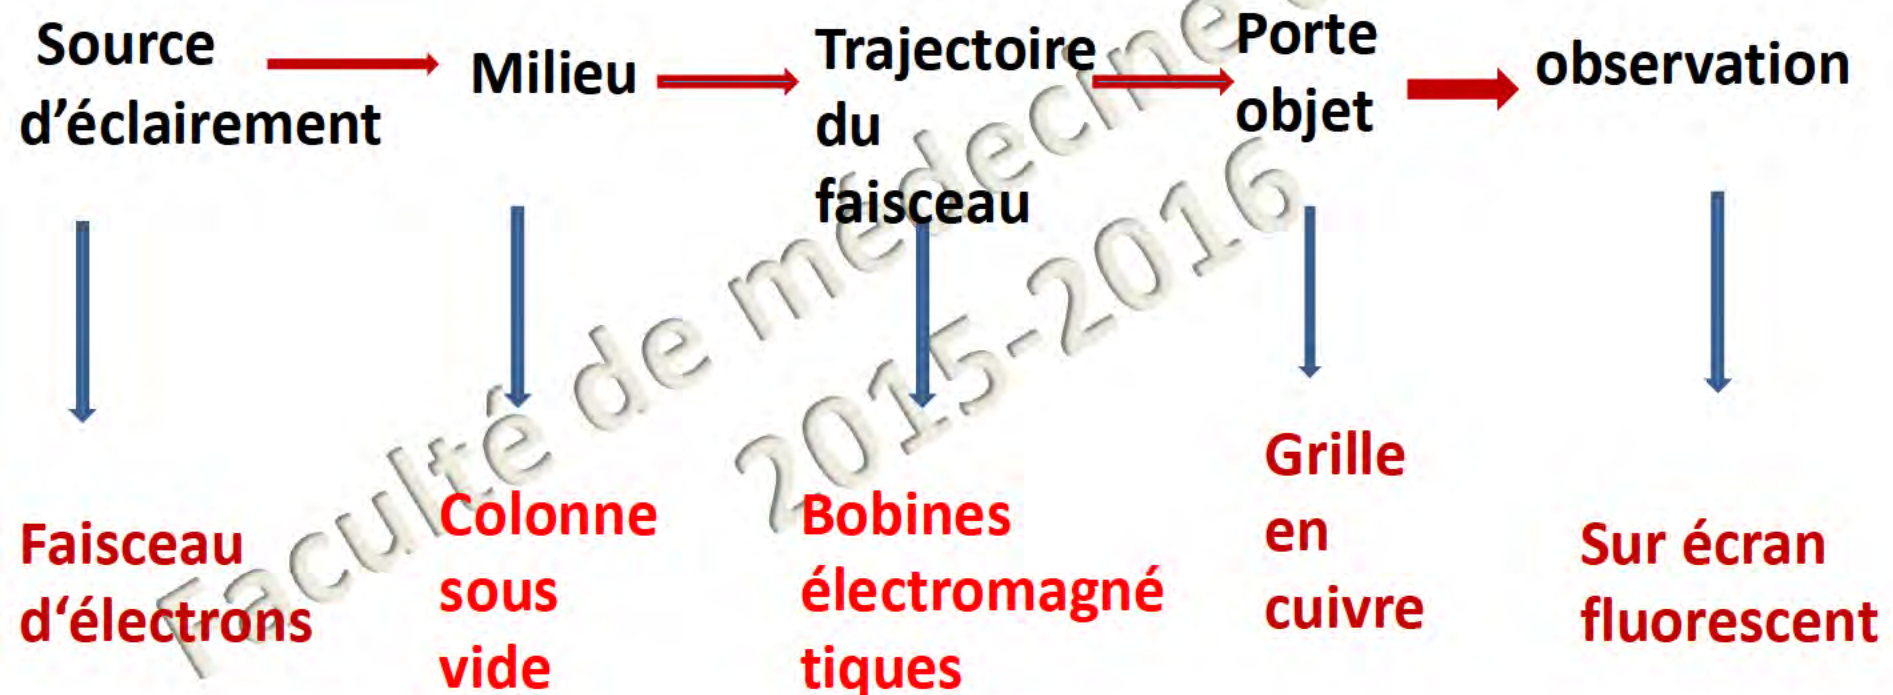 Source
d’éclairement
Milieu
Trajectoire
du
faisceau
Porte
objet
observation
Faisceau
d‘électrons
Colonne
sous
vide
Bobines
électromagné
tiques
Grille
en
cuivre
Sur écran
fluorescent
Faculté de médecine
2015-2016